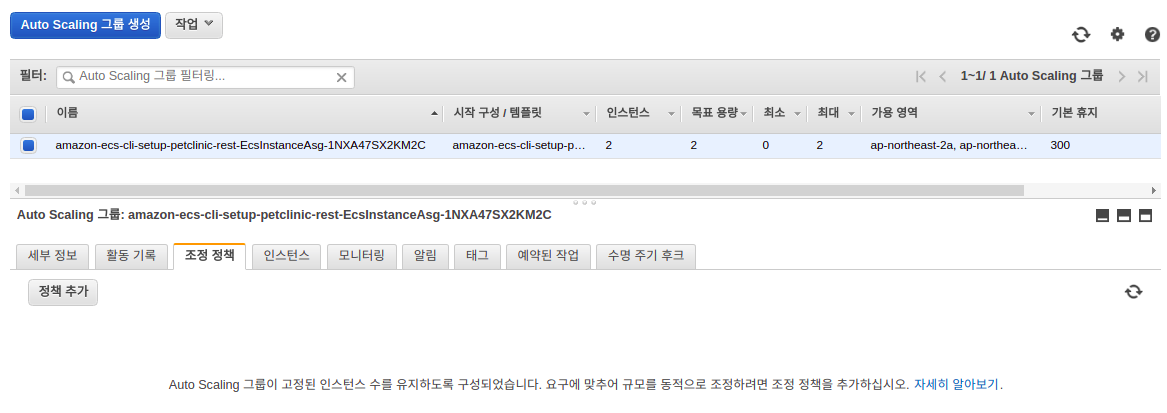 Auto Scaling 그룹 생성 작업
필터: Auto Scaling 그룹 필터링... 1~1/ 1 Auto Scaling 그룹
이름 시작 구성 / 템플릿 인스턴스 목표 용량 최소 최대 가용 영역 기본 휴지
amazon-ecs-cli-setup-petclinic-rest-EcsInstanceAsg-1NXA47SX2KM2C amazon-ecs-cli-setup-p… 2 2 0 2 ap-northeast-2a, ap-northea… 300
Auto Scaling 그룹: amazon-ecs-cli-setup-petclinic-rest-EcsInstanceAsg-1NXA47SX2KM2C
세부 정보 활동 기록 조정 정책 인스턴스 모니터링 알림 태그 예약된 작업 수명 주기 후크
정책 추가
Auto Scaling 그룹이 고정된 인스턴스 수를 유지하도록 구성되었습니다. 요구에 맞추어 규모를 동적으로 조정하려면 조정 정책을 추가하십시오. 자세히 알아보기.